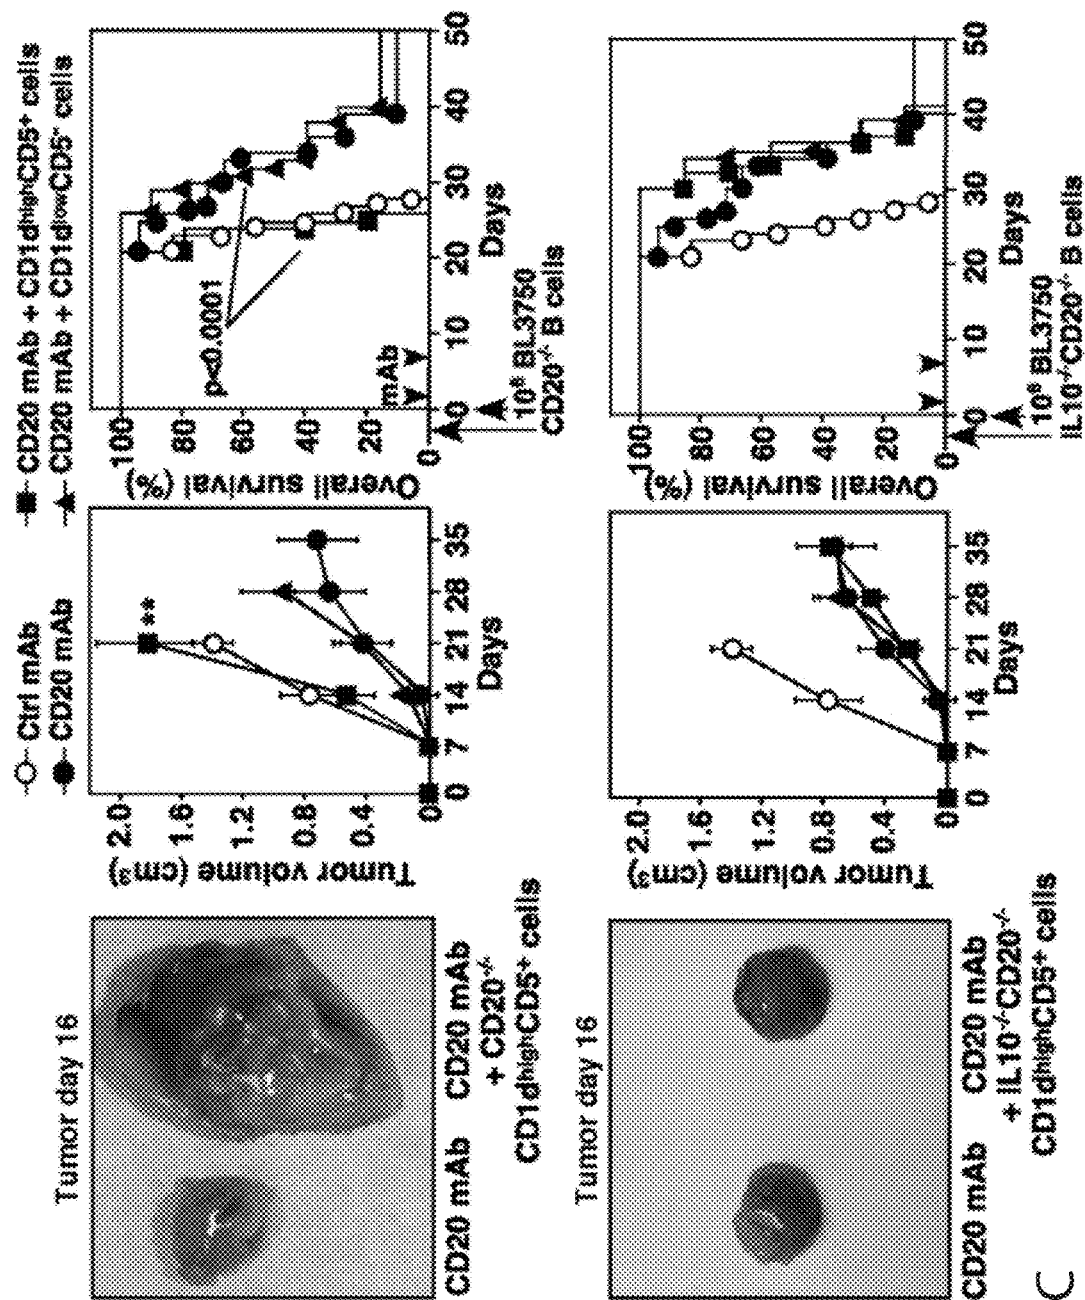 Ctrl mAb
CD20 mAb
CD20 mAb + CD1dhighCD5+ cells
CD20 mAb + CD1dlowCD5- cells
Tumor day 16
CD20 mAb
CD20 mAb
+ CD20-/-
CD1dhighCD5+ cells
Tumor volume (cm3)
2.0
1.6
1.2
0.8
0.4
0
0 7 14 21 28 35
Days
**
Overall survival (%)
100
80
60
40
20
0
0 10 20 30 40 50
Days
p<0.0001
mAb
BL3750
CD20-/- B cells
Tumor day 16
CD20 mAb
CD20 mAb
+ IL10-/-CD20-/-
CD1dhighCD5+ cells
Tumor volume (cm3)
2.0
1.6
1.2
0.8
0.4
0
0 7 14 21 28 35
Days
Overall survival (%)
100
80
60
40
20
0
0 10 20 30 40 50
Days
BL3750
IL10-/-CD20-/- B cells
C